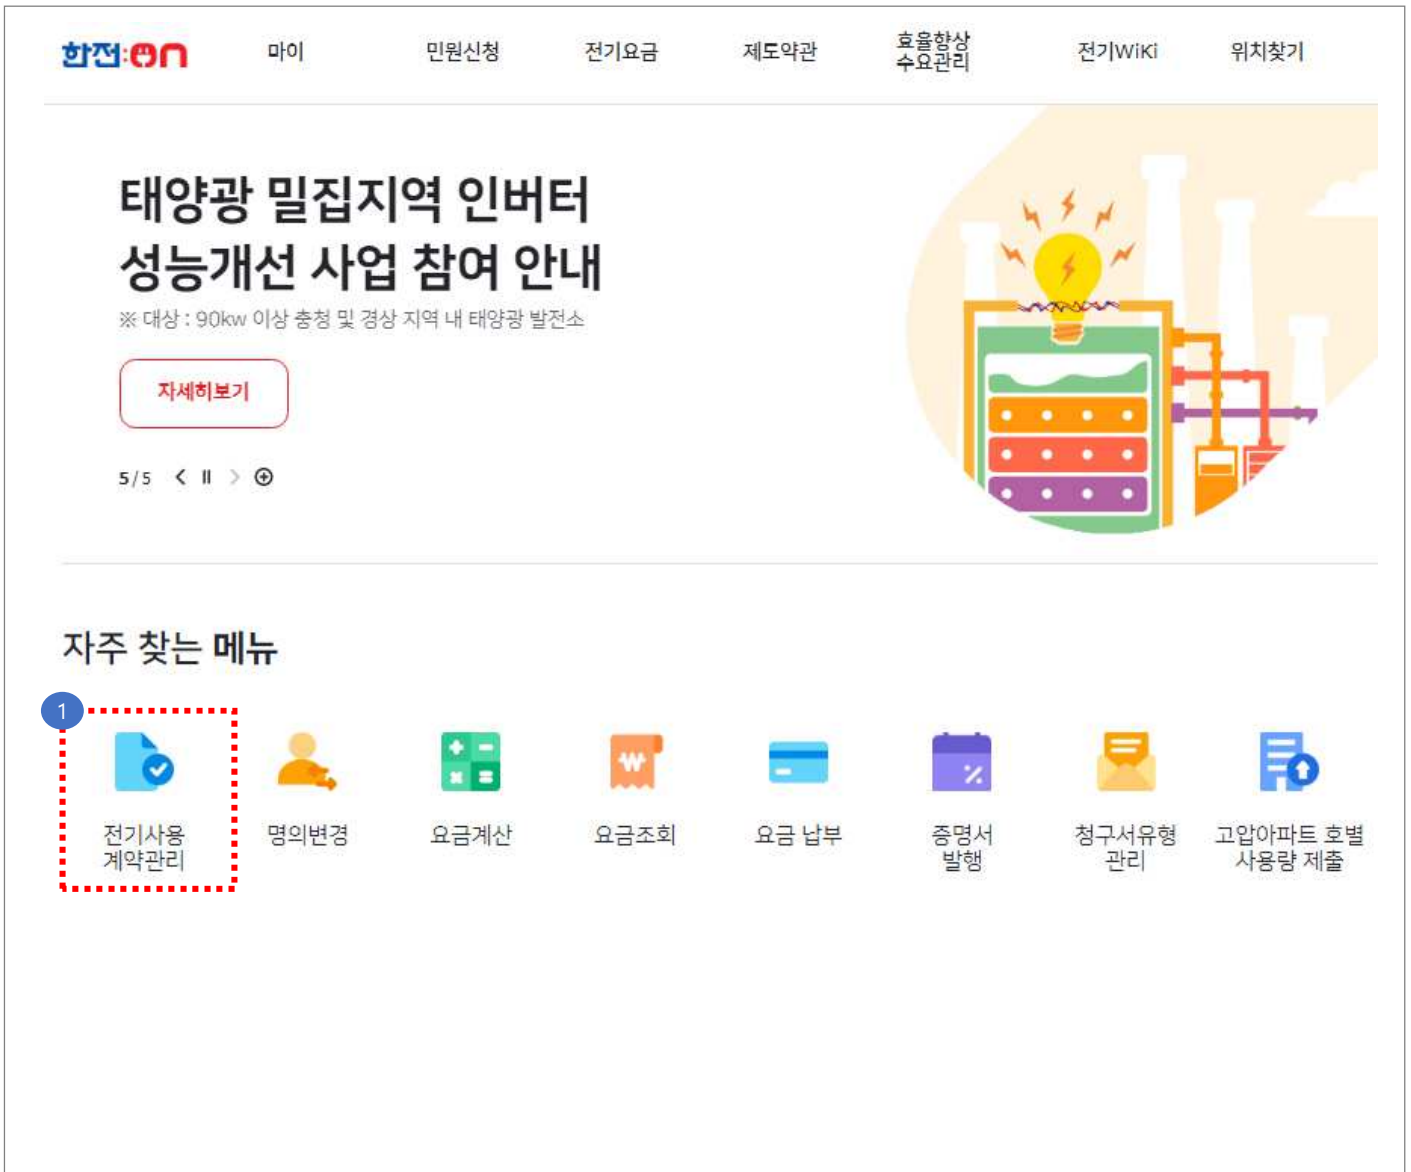 한전:ON
마이
민원신청
전기요금
제도약관
효율향상
수요관리
전기WiKi
위치찾기
태양광 밀집지역 인버터
성능개선 사업 참여 안내
※ 대상 : 90kw 이상 충청 및 경상 지역 내 태양광 발전소
자세히보기
5/5
자주 찾는 메뉴
1
전기사용
계약관리
명의변경
요금계산
요금조회
요금 납부
증명서
발행
청구서유형
관리
고압아파트 호별
사용량 제출